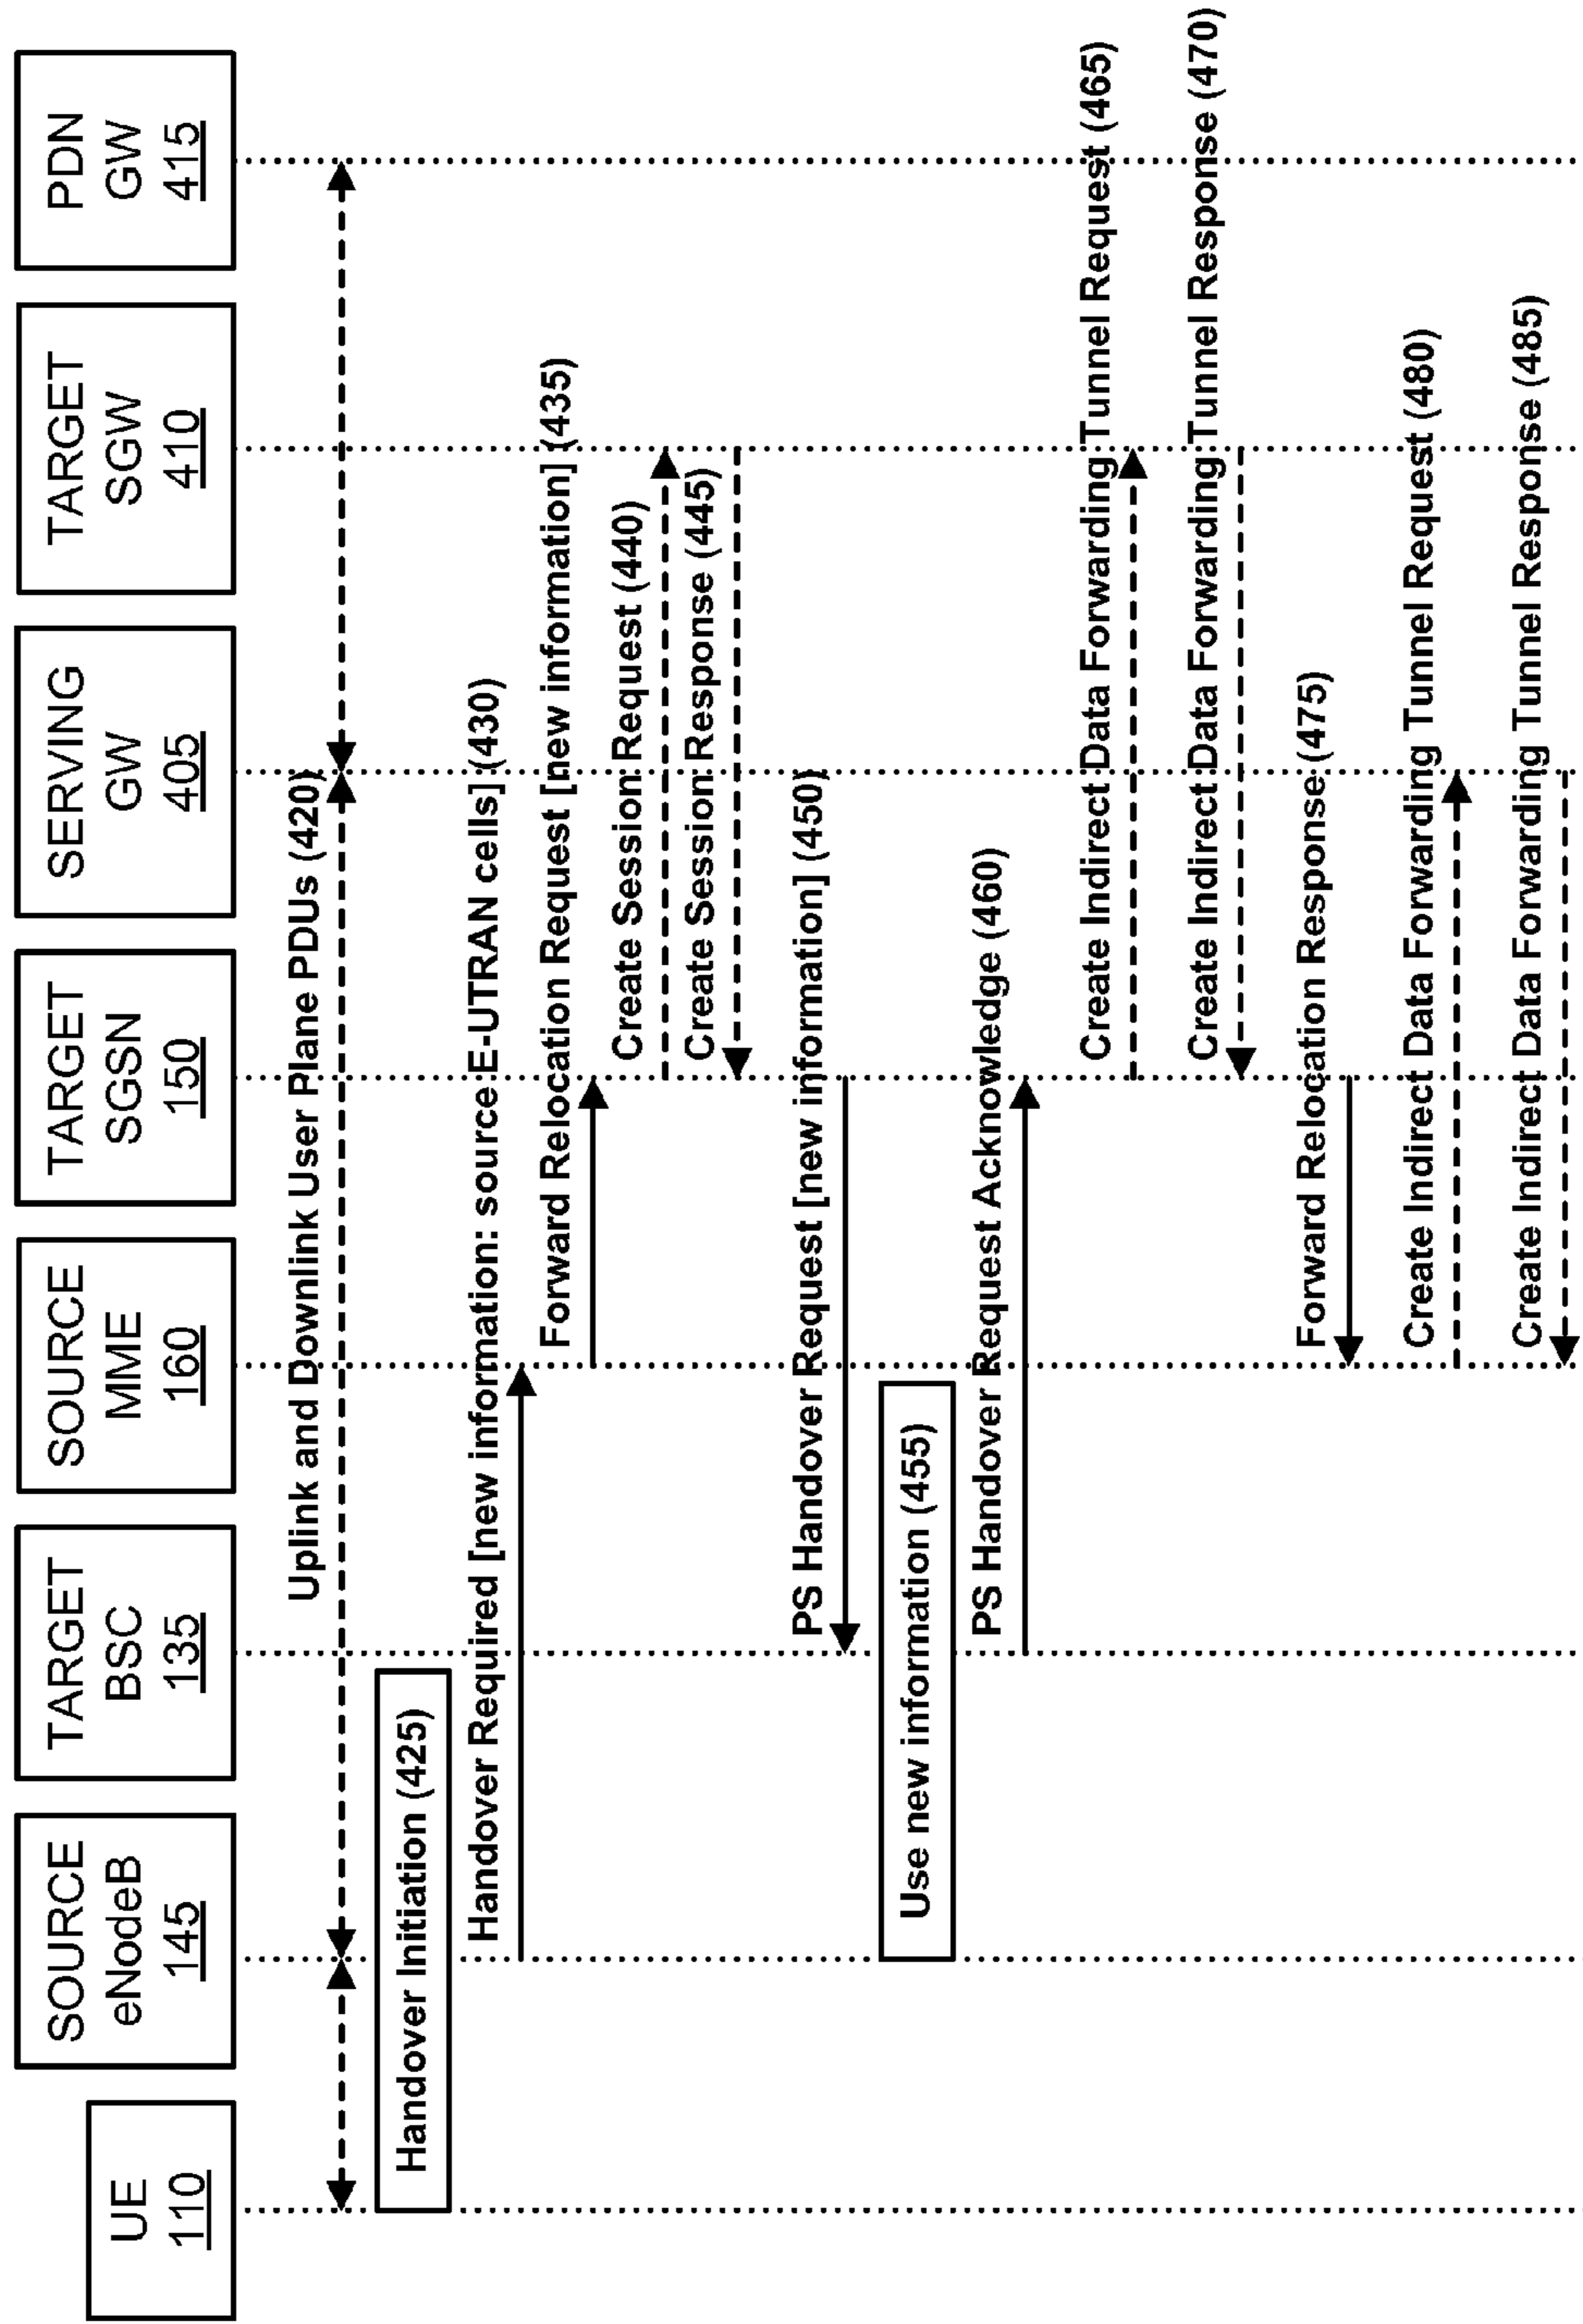 UE
110
SOURCE
eNodeB
145
TARGET
BSC
135
SOURCE
MME
160
TARGET
SGSN
150
SERVING
GW
405
TARGET
SGW
410
PDN
GW
415
Uplink and Downlink User Plane PDUs (420)
Handover Initiation (425)
Handover Required [new information: source E-UTRAN cells] (430)
Forward Relocation Request [new information] (435)
Create Session Request (440)
Create Session Response (445)
PS Handover Request [new information] (450)
Use new information (455)
PS Handover Request Acknowledge (460)
Create Indirect Data Forwarding Tunnel Request (465)
Create Indirect Data Forwarding Tunnel Response (470)
Forward Relocation Response (475)
Create Indirect Data Forwarding Tunnel Request (480)
Create Indirect Data Forwarding Tunnel Response (485)